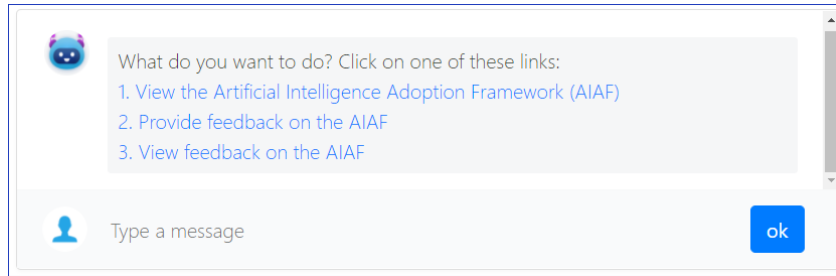 What do you want to do? Click on one of these links:
1. View the Artificial Intelligence Adoption Framework (AIAF)
2. Provide feedback on the AIAF
3. View feedback on the AIAF
Type a message
ok